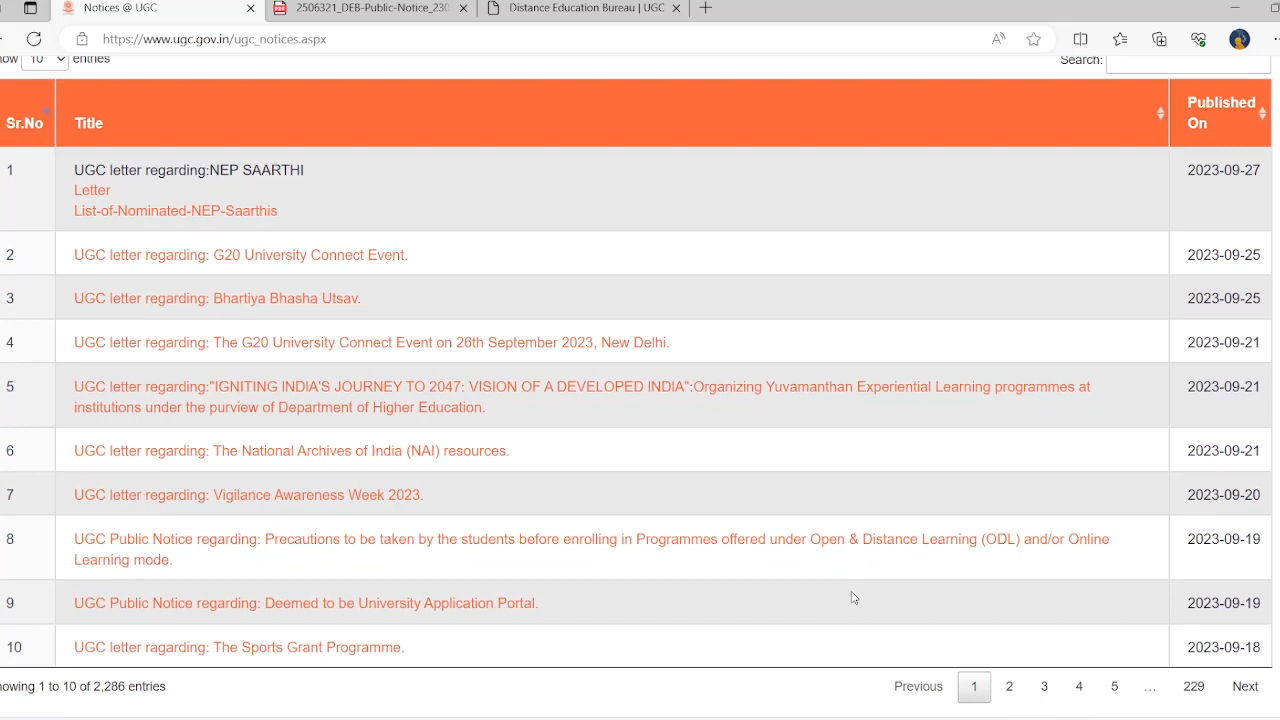 Notices @ UGC
2506321_DEB-Public-Notice_230
Distance Education Bureau | UGC
https://www.ugc.gov.in/ugc_notices.aspx
how 10 entries
Search:
Sr.No Title Published On
1 UGC letter regarding:NEP SAARTHI 2023-09-27
Letter
List-of-Nominated-NEP-Saarthis
2 UGC letter regarding: G20 University Connect Event. 2023-09-25
3 UGC letter regarding: Bhartiya Bhasha Utsav. 2023-09-25
4 UGC letter regarding: The G20 University Connect Event on 26th September 2023, New Delhi. 2023-09-21
5 UGC letter regarding:"IGNITING INDIA'S JOURNEY TO 2047: VISION OF A DEVELOPED INDIA":Organizing Yuvamanthan Experiential Learning programmes at 2023-09-21
institutions under the purview of Department of Higher Education.
6 UGC letter regarding: The National Archives of India (NAI) resources. 2023-09-21
7 UGC letter regarding: Vigilance Awareness Week 2023. 2023-09-20
8 UGC Public Notice regarding: Precautions to be taken by the students before enrolling in Programmes offered under Open & Distance Learning (ODL) and/or Online 2023-09-19
Learning mode.
9 UGC Public Notice regarding: Deemed to be University Application Portal. 2023-09-19
10 UGC letter ragarding: The Sports Grant Programme. 2023-09-18
howing 1 to 10 of 2,286 entries
Previous 1 2 3 4 5 … 229 Next